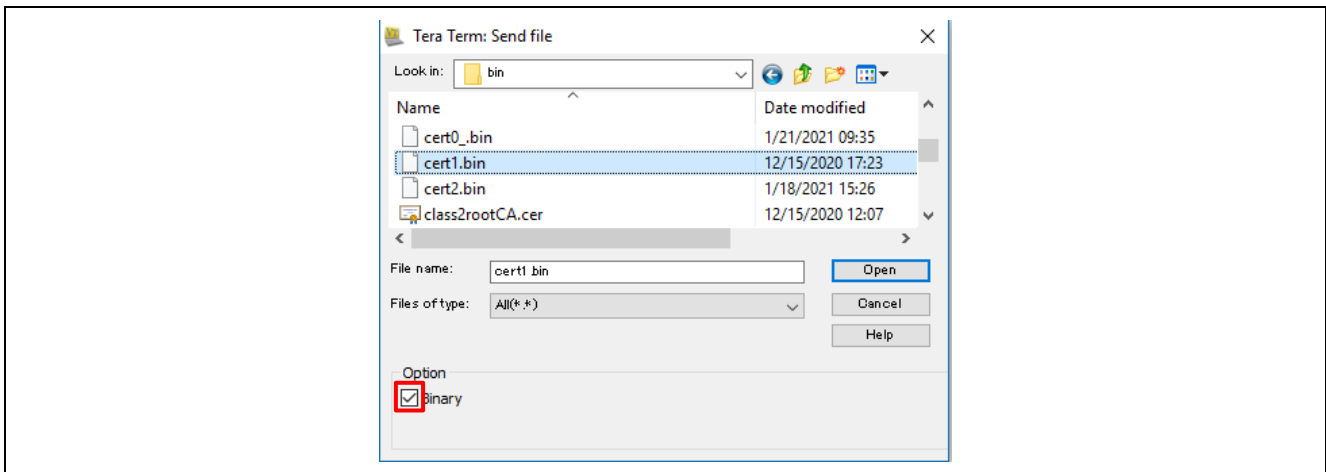 Tera Term: Send file
Look in: bin
Name Date modified
cert0_.bin 1/21/2021 09:35
cert1.bin 12/15/2020 17:23
cert2.bin 1/18/2021 15:26
class2rootCA.cer 12/15/2020 12:07
File name: cert1.bin Open
Files of type: All(*.*) Cancel
Help
Option
Binary